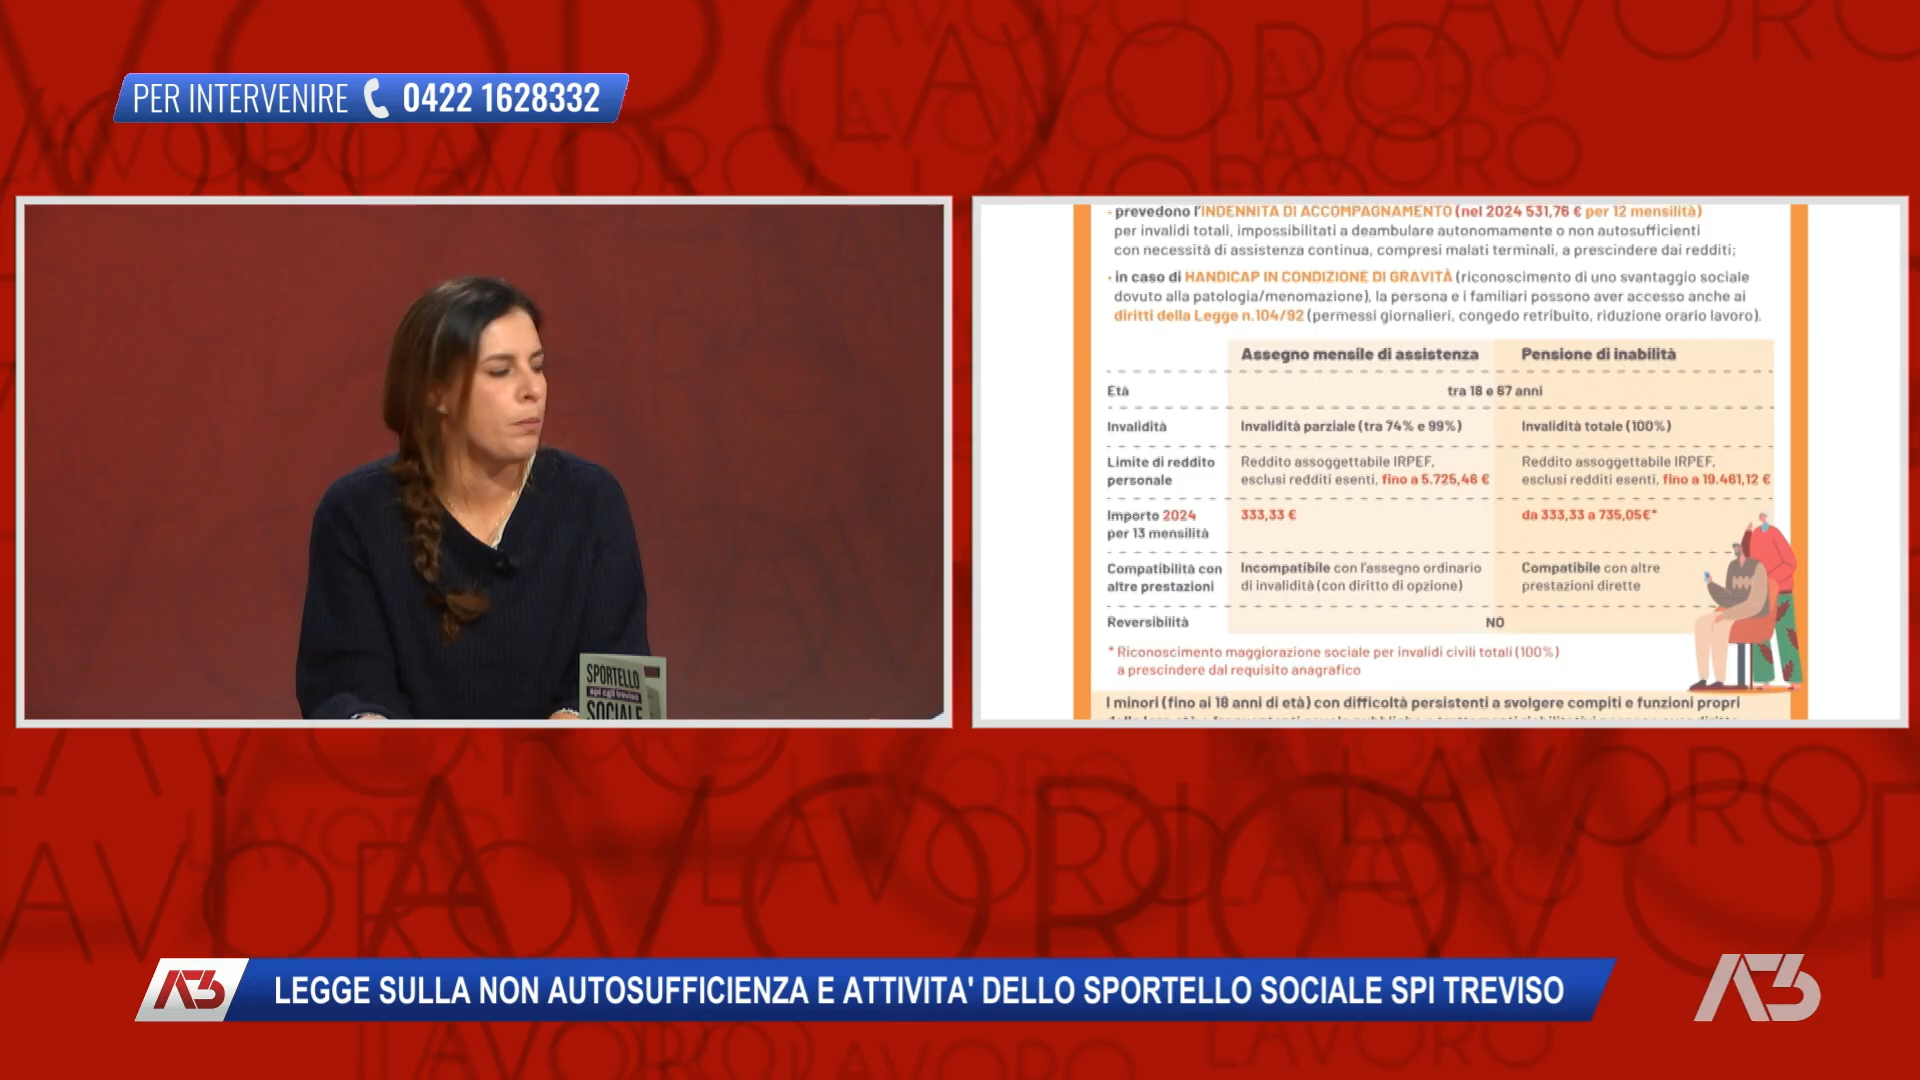 PER INTERVENIRE 0422 1628332
- prevedono l'INDENNITÀ DI ACCOMPAGNAMENTO (nel 2024 531,76 € per 12 mensilità)
per invalidi totali, impossibilitati a deambulare autonomamente o non autosufficienti
con necessità di assistenza continua, compresi malati terminali, a prescindere dai redditi;
- in caso di HANDICAP IN CONDIZIONE DI GRAVITÀ (riconoscimento di uno svantaggio sociale
dovuto alla patologia/menomazione), la persona e i familiari possono aver accesso anche ai
diritti della Legge n.104/92 (permessi giornalieri, congedo retribuito, riduzione orario lavoro).
Assegno mensile di assistenza Pensione di inabilità
Età tra 18 e 67 anni
Invalidità Invalidità parziale (tra 74% e 99%) Invalidità totale (100%)
Limite di reddito Reddito assoggettabile IRPEF, Reddito assoggettabile IRPEF,
personale esclusi redditi esenti, fino a 5.725,46 € esclusi redditi esenti, fino a 19.461,12 €
Importo 2024 333,33 € da 333,33 a 735,05€*
per 13 mensilità
Compatibilità con Incompatibile con l'assegno ordinario Compatibile con altre
altre prestazioni di invalidità (con diritto di opzione) prestazioni dirette
Reversibilità NO
* Riconoscimento maggiorazione sociale per invalidi civili totali (100%)
a prescindere dal requisito anagrafico
I minori (fino ai 18 anni di età) con difficoltà persistenti a svolgere compiti e funzioni propri
SPORTELLO
spi cgil treviso
SOCIALE
A3 LEGGE SULLA NON AUTOSUFFICIENZA E ATTIVITA' DELLO SPORTELLO SOCIALE SPI TREVISO A3